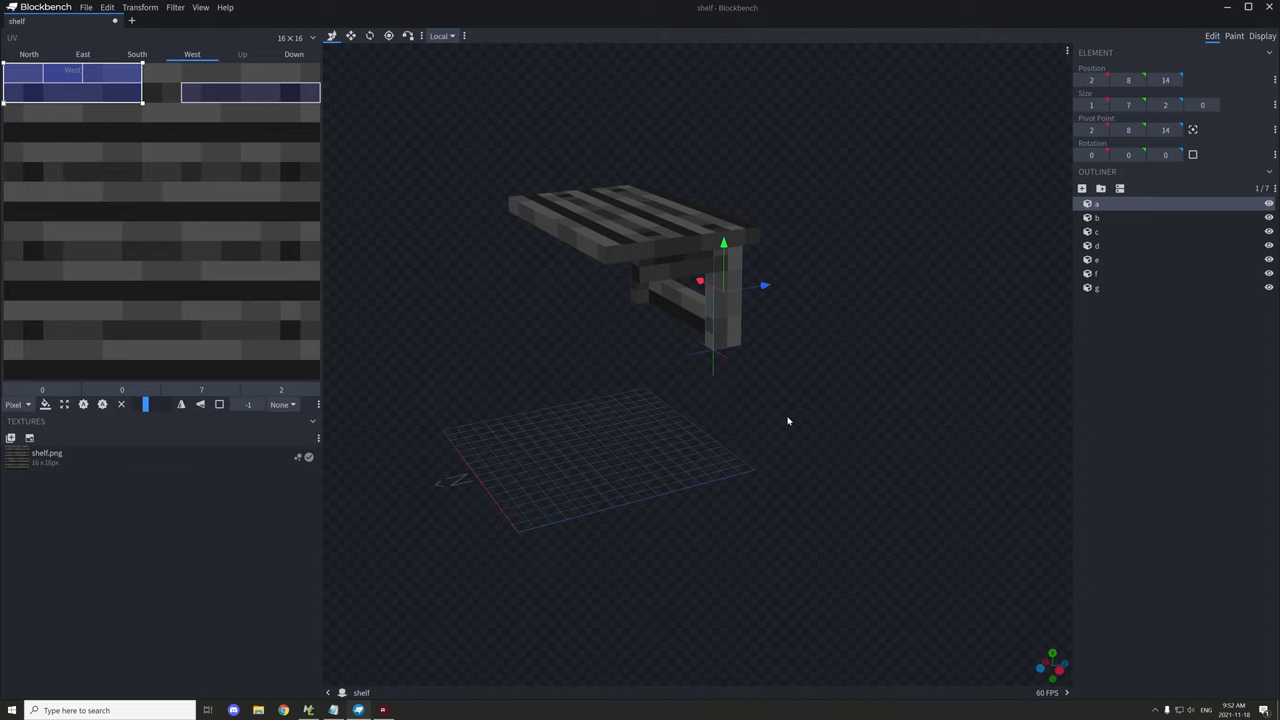 Blockbench File Edit Transform Filter View Help
shelf - Blockbench
shelf
UV
16 × 16
North East South West Up Down
West
0 0 7 2
Pixel
-1 None
TEXTURES
shelf.png
16 x 16px
Local
Edit Paint Display
ELEMENT
Position
2 8 14
Size
1 7 2 0
Pivot Point
2 8 14
Rotation
0 0 0
OUTLINER
1/7
a
b
c
d
e
f
g
shelf
60 FPS
Type here to search
ENG
9:52 AM
2021-11-18